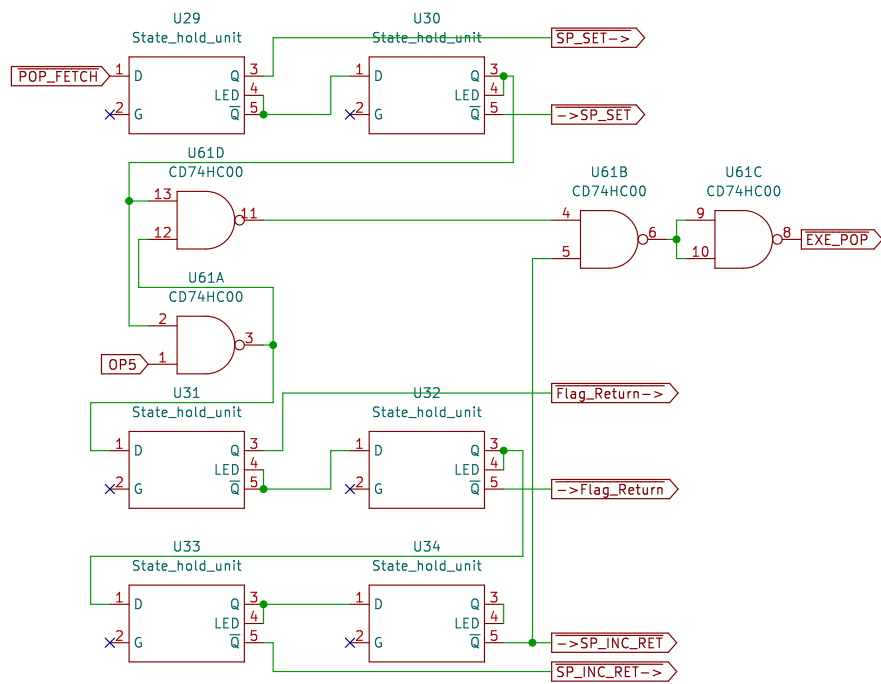 U29
State_hold_unit
U30
State_hold_unit
SP_SET->
POP_FETCH
1 D Q 3
LED 4
2 G Q 5
1 D Q 3
LED 4
2 G Q 5
->SP_SET
U61D
CD74HC00
13
12
11
U61B
CD74HC00
4
5
6
U61C
CD74HC00
9
10
8
EXE_POP
U61A
CD74HC00
2
1
3
OP5
U31
State_hold_unit
U32
State_hold_unit
Flag_Return->
1 D Q 3
LED 4
2 G Q 5
1 D Q 3
LED 4
2 G Q 5
->Flag_Return
U33
State_hold_unit
U34
State_hold_unit
1 D Q 3
LED 4
2 G Q 5
1 D Q 3
LED 4
2 G Q 5
->SP_INC_RET
SP_INC_RET->